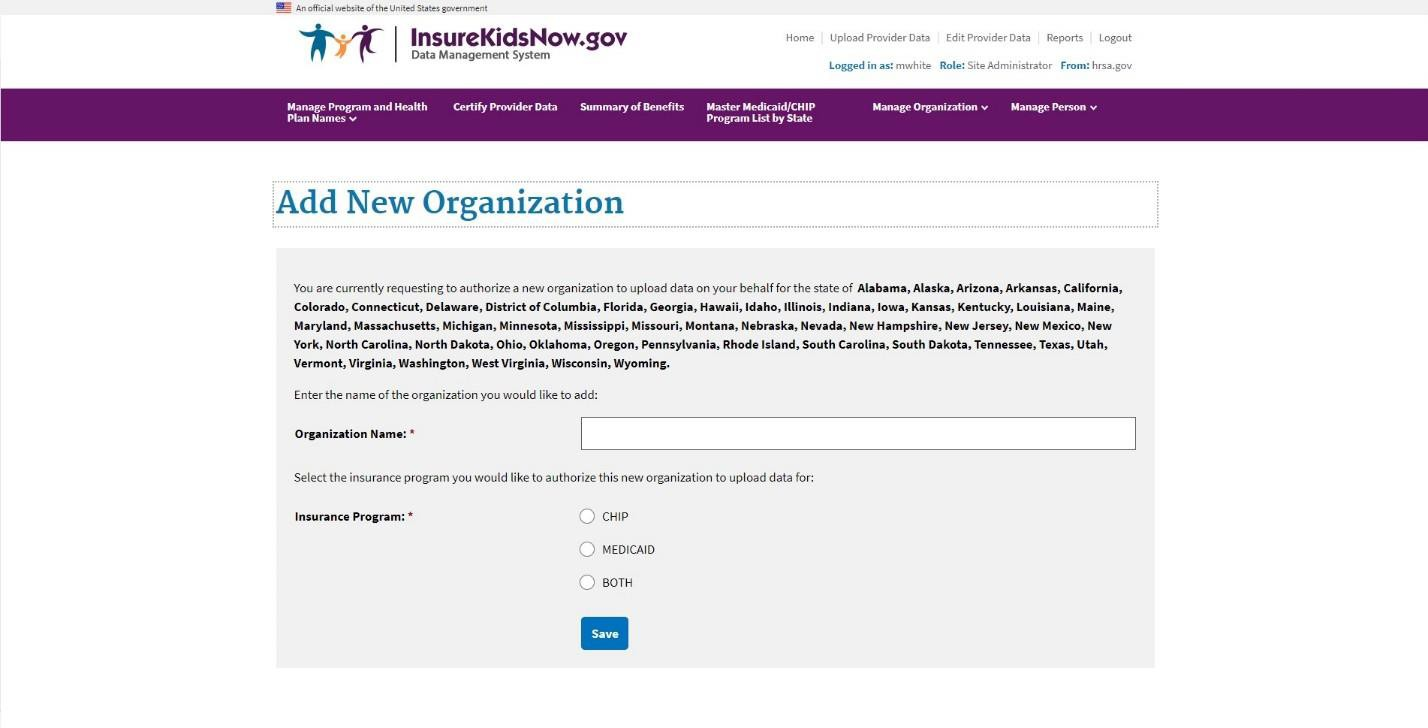 An official website of the United States government
InsureKidsNow.gov
Data Management System
Home
Upload Provider Data
Edit Provider Data
Reports
Logout
Logged in as: mwhite Role: Site Administrator From: hrsa.gov
Manage Program and Health
Plan Names
Certify Provider Data
Summary of Benefits
Master Medicaid/CHIP
Program List by State
Manage Organization
Manage Person
Add New Organization
You are currently requesting to authorize a new organization to upload data on your behalf for the state of Alabama, Alaska, Arizona, Arkansas, California,
Colorado, Connecticut, Delaware, District of Columbia, Florida, Georgia, Hawaii, Idaho, Illinois, Indiana, Iowa, Kansas, Kentucky, Louisiana, Maine,
Maryland, Massachusetts, Michigan, Minnesota, Mississippi, Missouri, Montana, Nebraska, Nevada, New Hampshire, New Jersey, New Mexico, New
York, North Carolina, North Dakota, Ohio, Oklahoma, Oregon, Pennsylvania, Rhode Island, South Carolina, South Dakota, Tennessee, Texas, Utah,
Vermont, Virginia, Washington, West Virginia, Wisconsin, Wyoming.
Enter the name of the organization you would like to add:
Organization Name: *
Select the insurance program you would like to authorize this new organization to upload data for:
Insurance Program: *
CHIP
MEDICAID
BOTH
Save